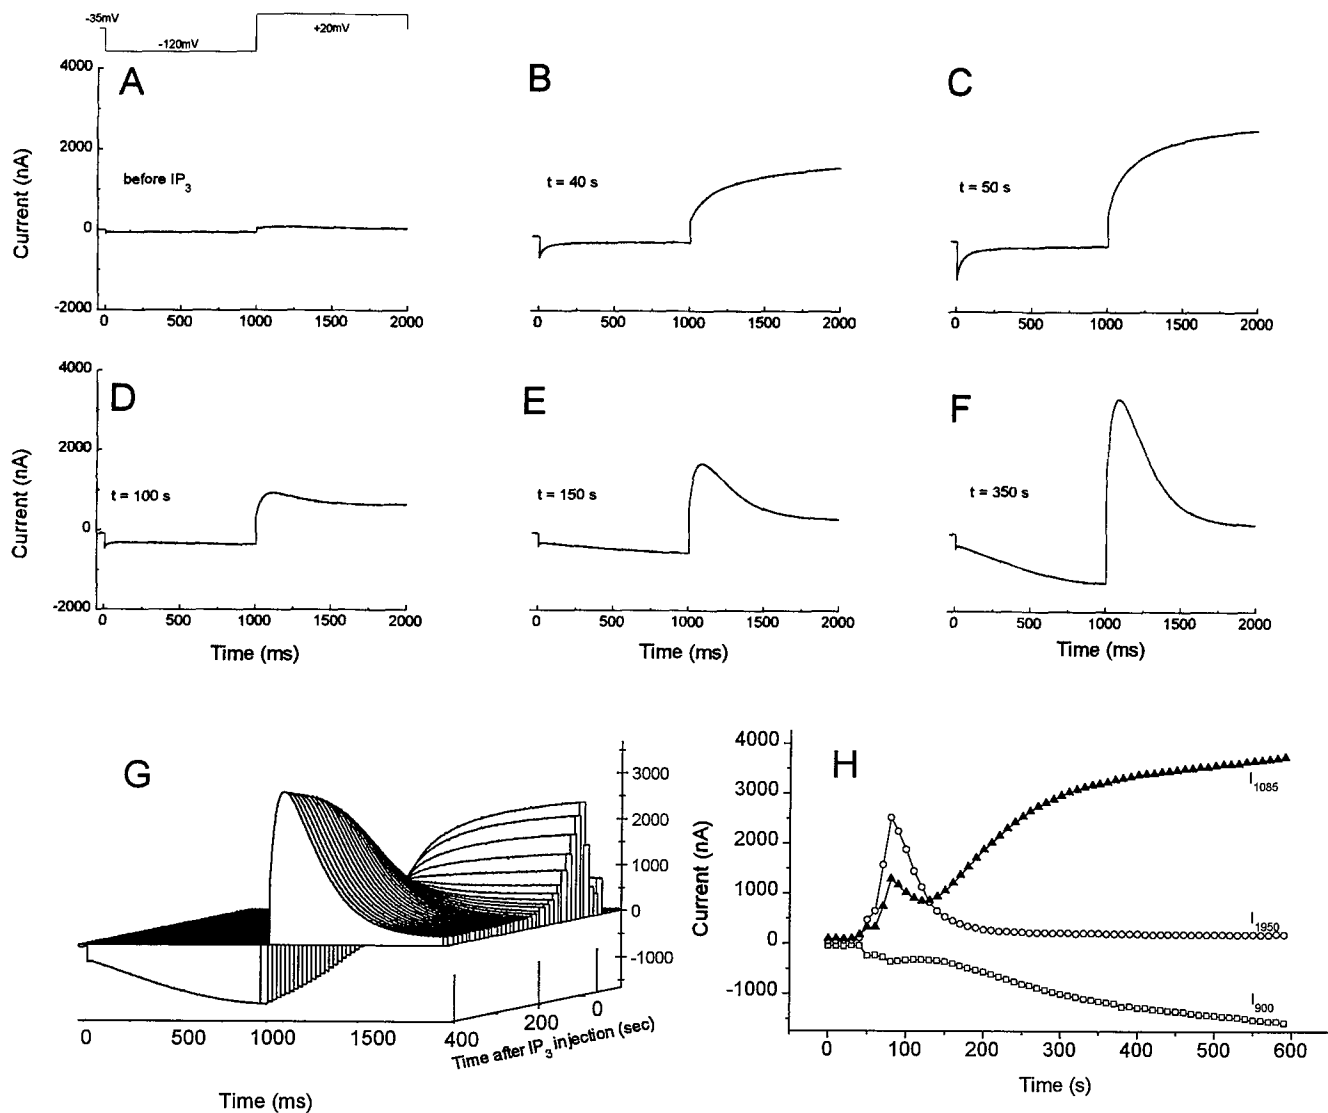 -35mV
+20mV
-120mV
A
B
C
4000
2000
0
-2000
Current (nA)
before IP3
t = 40 s
t = 50 s
0 500 1000 1500 2000
0 500 1000 1500 2000
0 500 1000 1500 2000
D
E
F
4000
2000
0
-2000
Current (nA)
t = 100 s
t = 150 s
t = 350 s
0 500 1000 1500 2000
0 500 1000 1500 2000
0 500 1000 1500 2000
Time (ms)
Time (ms)
Time (ms)
G
3000
2000
1000
0
-1000
0 1000 1500 400
200
0
Time after IP3 injection (sec)
500
Time (ms)
H
4000
3000
2000
1000
0
-1000
Current (nA)
I1085
I1950
I900
0 100 200 300 400 500 600
Time (s)